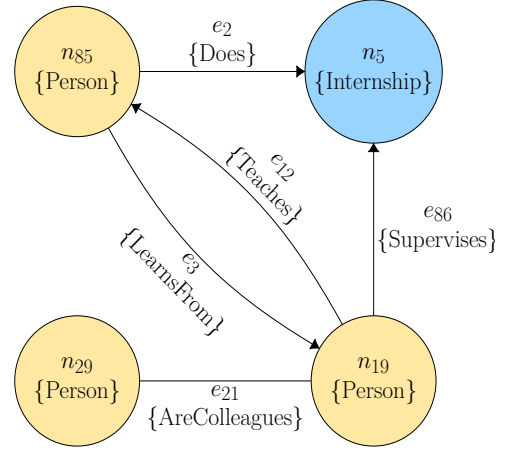 n85
{Person}
e2
{Does}
n5
{Internship}
e12
{Teaches}
e3
{LearnsFrom}
e86
{Supervises}
n29
{Person}
e21
{AreColleagues}
n19
{Person}